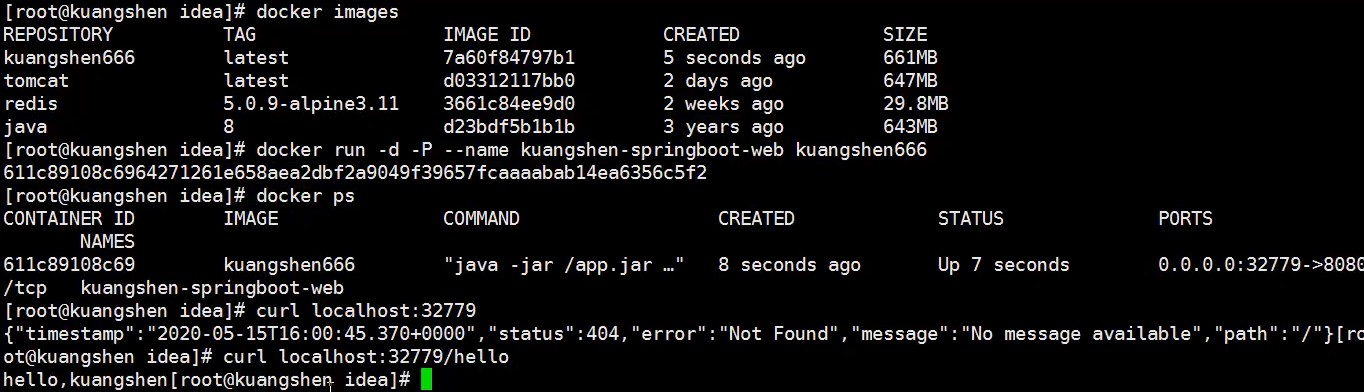 [root@kuangshen idea]# docker images
REPOSITORY TAG IMAGE ID CREATED SIZE
kuangshen666 latest 7a60f84797b1 5 seconds ago 661MB
tomcat latest d03312117bb0 2 days ago 647MB
redis 5.0.9-alpine3.11 3661c84ee9d0 2 weeks ago 29.8MB
java 8 d23bdf5b1b1b 3 years ago 643MB
[root@kuangshen idea]# docker run -d -P --name kuangshen-springboot-web kuangshen666
611c89108c6964271261e658aea2dbf2a9049f39657fcaaaabab14ea6356c5f2
[root@kuangshen idea]# docker ps
CONTAINER ID IMAGE COMMAND CREATED STATUS PORTS
NAMES
611c89108c69 kuangshen666 "java -jar /app.jar …" 8 seconds ago Up 7 seconds 0.0.0.0:32779->8080
/tcp kuangshen-springboot-web
[root@kuangshen idea]# curl localhost:32779
{"timestamp":"2020-05-15T16:00:45.370+0000","status":404,"error":"Not Found","message":"No message available","path":"/"}[ro
ot@kuangshen idea]# curl localhost:32779/hello
hello,kuangshen[root@kuangshen idea]#